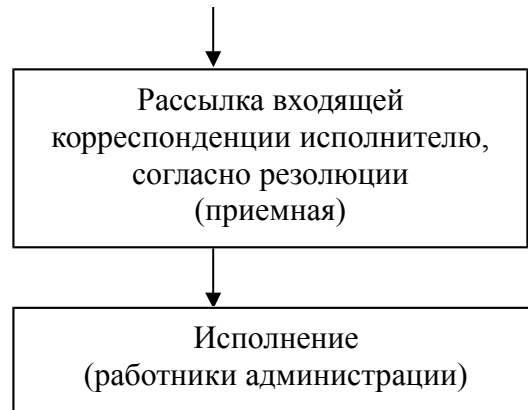 Рассылка входящей
корреспонденции исполнителю,
согласно резолюции
(приемная)
Исполнение
(работники администрации)